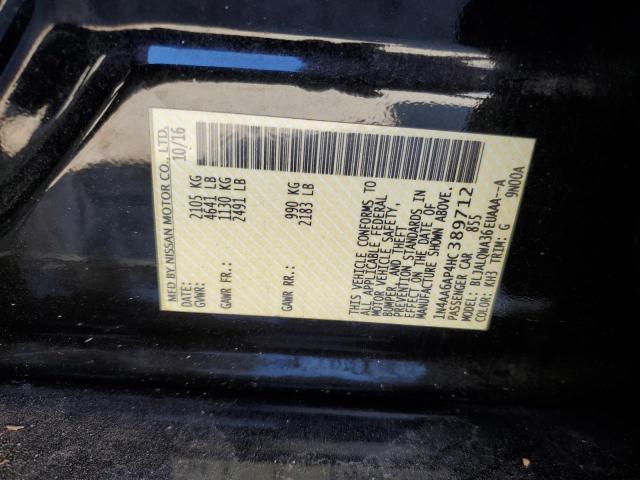 MFD BY NISSAN MOTOR CO., LTD.
DATE: 10/16
GVWR: 2105 KG
4641 LB
GAWR FR.: 1130 KG
2491 LB
GAWR RR.: 990 KG
2183 LB
THIS VEHICLE CONFORMS TO
ALL APPLICABLE FEDERAL
MOTOR VEHICLE SAFETY,
BUMPER, AND THEFT
PREVENTION STANDARDS IN
EFFECT ON THE DATE OF
MANUFACTURE SHOWN ABOVE.
1N4AA6AP4HC389712
PASSENGER CAR 855
MODEL: BLJALQWA36EUAAA--A
COLOR: KH3 TRIM: G 9N00A